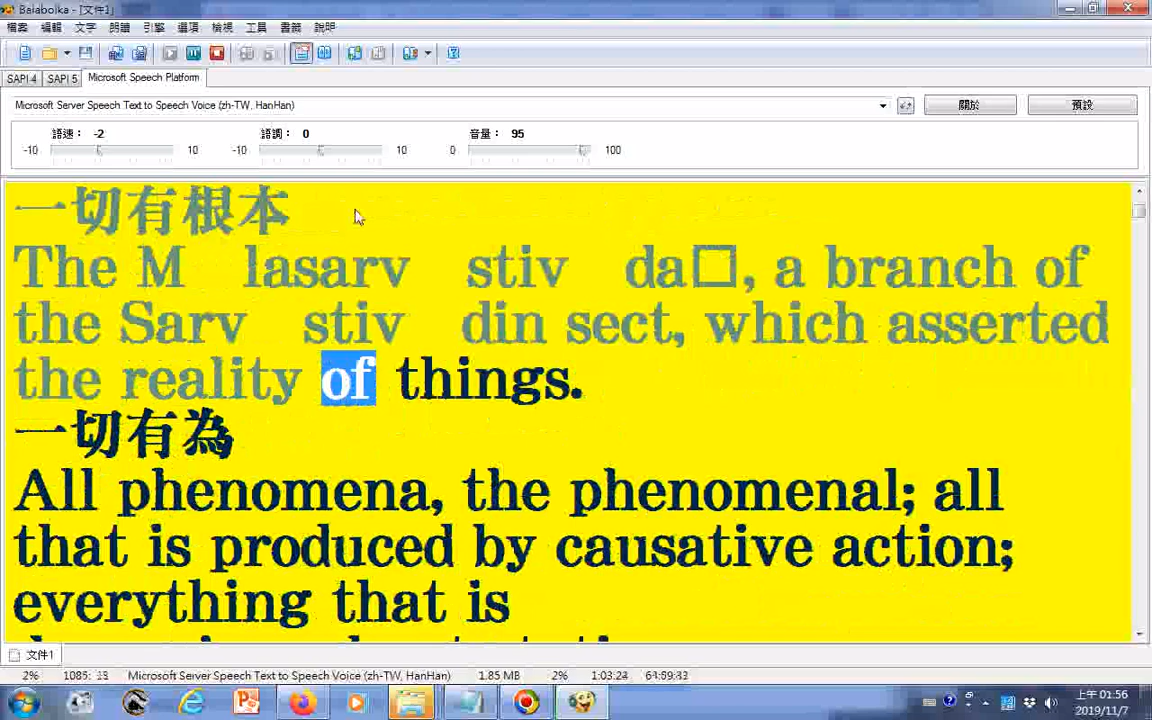 Balabolka - [文件1]
檔案 編輯 文字 朗讀 引擎 選項 檢視 工具 書籤 說明
SAPI 4 SAPI 5 Microsoft Speech Platform
Microsoft Server Speech Text to Speech Voice (zh-TW, HanHan) 關於 預設
語速： -2 語調： 0 音量： 95
-10 10 -10 10 0 100
一切有根本
The M lasarv stiv da□, a branch of
the Sarv stiv din sect, which asserted
the reality of things.
一切有為
All phenomena, the phenomenal; all
that is produced by causative action;
everything that is
文件1
2% 1085: 13 Microsoft Server Speech Text to Speech Voice (zh-TW, HanHan) 1.85 MB 2% 1:03:24
上午 01:56
2019/11/7